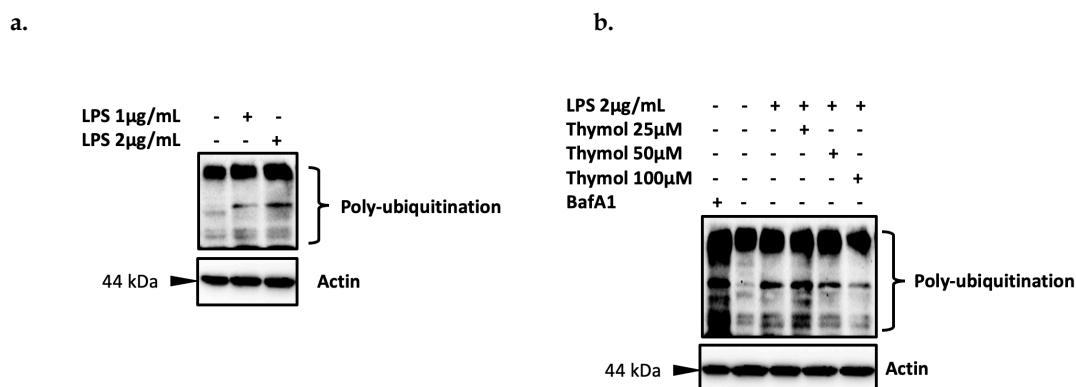 a.
LPS 1µg/mL - + -
LPS 2µg/mL - - +
Poly-ubiquitination
44 kDa Actin
b.
LPS 2µg/mL - - + + + +
Thymol 25µM - - - + - -
Thymol 50µM - - - - + -
Thymol 100µM - - - - - +
BafA1 + - - - - -
Poly-ubiquitination
44 kDa Actin